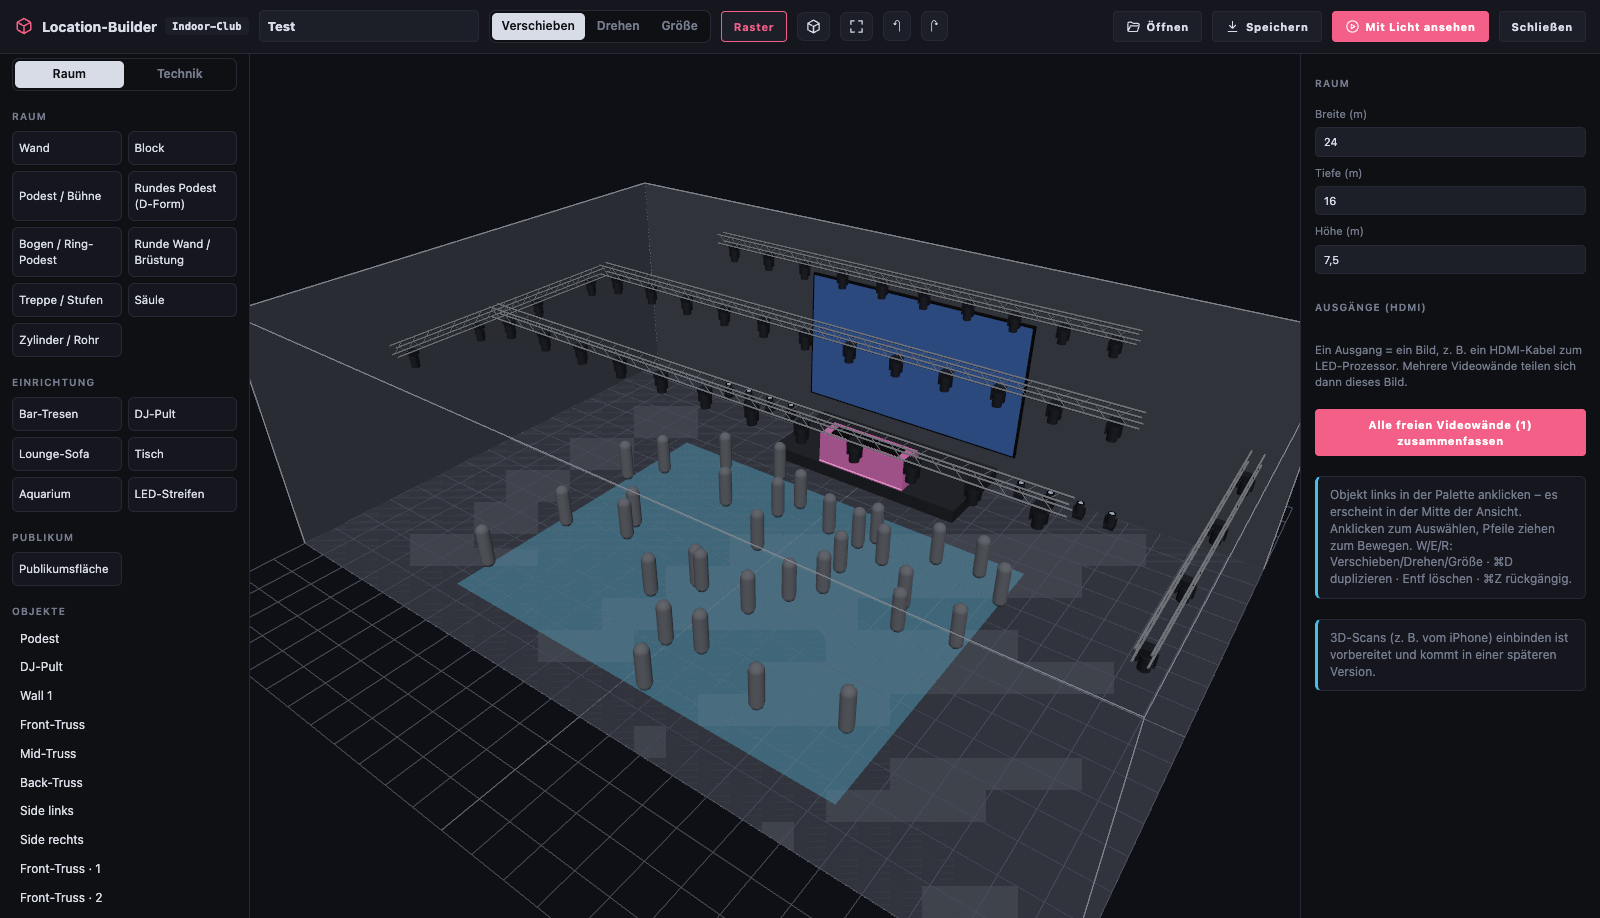 Location-Builder
Indoor-Club
Test
Verschieben
Drehen
Größe
Raster
Öffnen
Speichern
Mit Licht ansehen
Schließen
Raum
Technik
RAUM
Wand
Block
Podest / Bühne
Rundes Podest
(D-Form)
Bogen / Ring-
Podest
Runde Wand /
Brüstung
Treppe / Stufen
Säule
Zylinder / Rohr
EINRICHTUNG
Bar-Tresen
DJ-Pult
Lounge-Sofa
Tisch
Aquarium
LED-Streifen
PUBLIKUM
Publikumsfläche
OBJEKTE
Podest
DJ-Pult
Wall 1
Front-Truss
Mid-Truss
Back-Truss
Side links
Side rechts
Front-Truss · 1
Front-Truss · 2
RAUM
Breite (m)
24
Tiefe (m)
16
Höhe (m)
7,5
AUSGÄNGE (HDMI)
Ein Ausgang = ein Bild, z. B. ein HDMI-Kabel zum
LED-Prozessor. Mehrere Videowände teilen sich
dann dieses Bild.
Alle freien Videowände (1)
zusammenfassen
Objekt links in der Palette anklicken – es
erscheint in der Mitte der Ansicht.
Anklicken zum Auswählen, Pfeile ziehen
zum Bewegen. W/E/R:
Verschieben/Drehen/Größe · ⌘D
duplizieren · Entf löschen · ⌘Z rückgängig.
3D-Scans (z. B. vom iPhone) einbinden ist
vorbereitet und kommt in einer späteren
Version.